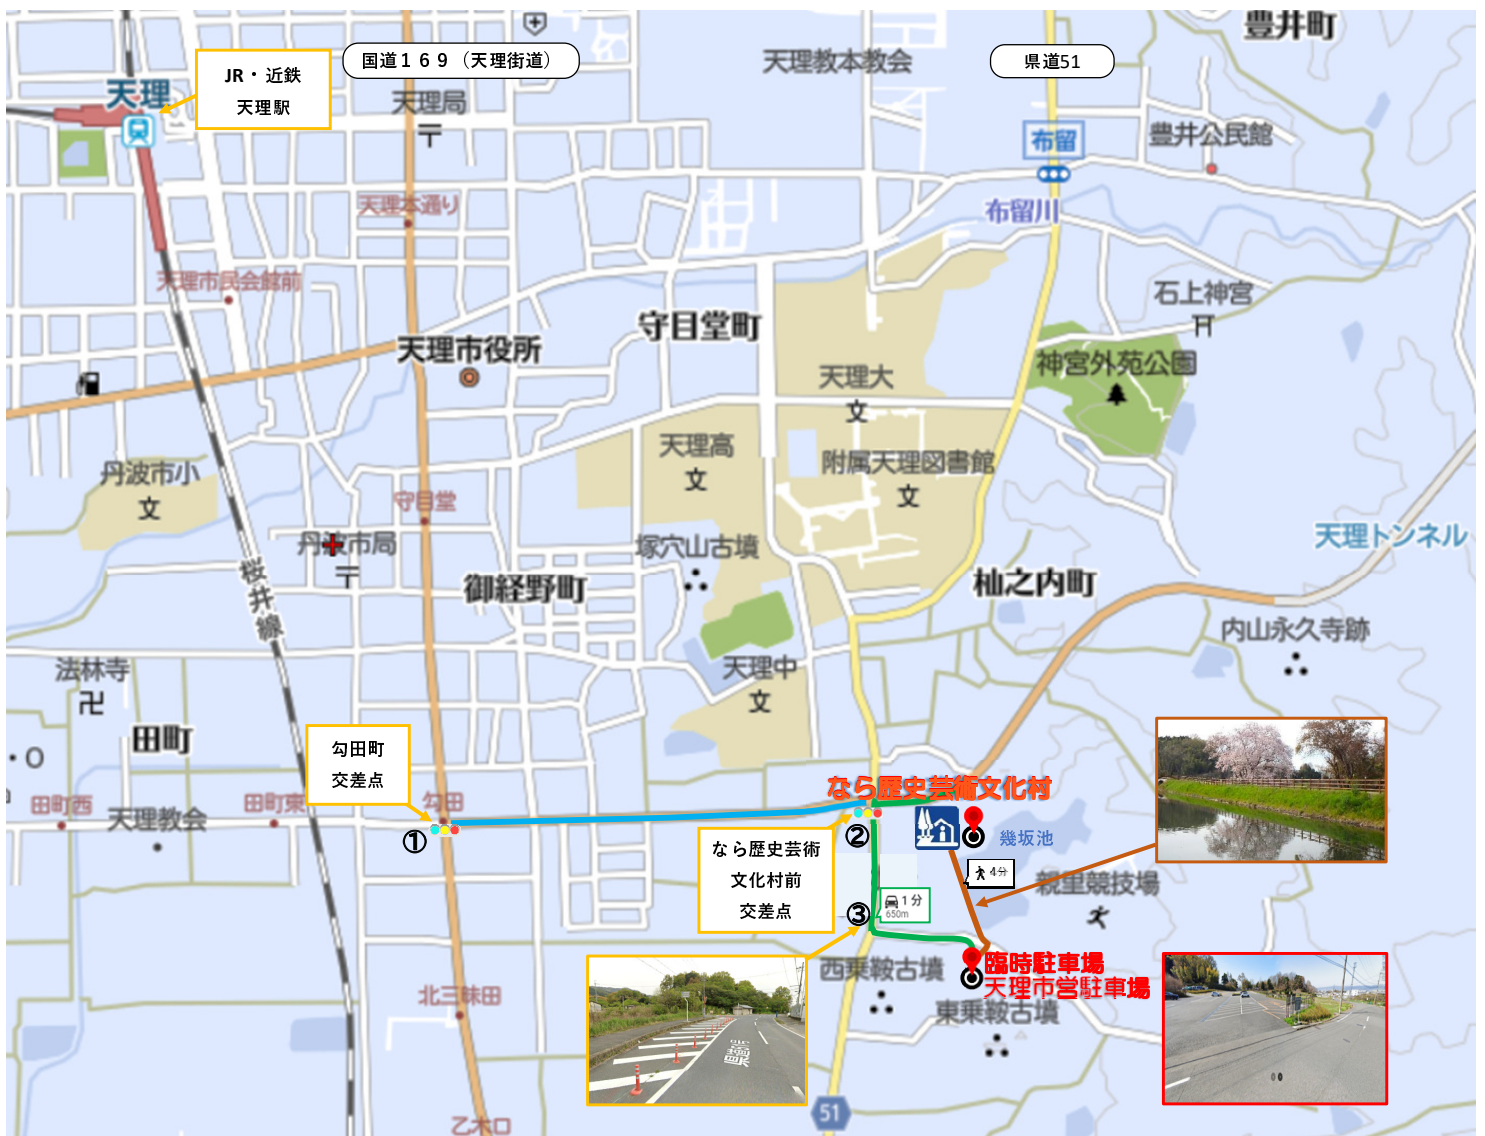 豊井町
国道１６９（天理街道）
天理教本教会
県道51
JR・近鉄
天理駅
天理
天理局
布留
豊井公民館
天理本通り
布留川
天理市民会館前
石上神宮
守目堂町
天理市役所
神宮外苑公園
天理大
文
天理高
文
附属天理図書館
文
丹波市小
文
守目堂
天理トンネル
丹波市局
塚穴山古墳
桜井線
御経野町
杣之内町
内山永久寺跡
法林寺
天理中
文
田町
勾田町
交差点
なら歴史芸術文化村
田町西
天理教会
田町東
勾田
①
②
幾坂池
なら歴史芸術
文化村前
交差点
4分
親里競技場
1分
650m
③
西乗鞍古墳
臨時駐車場
天理市営駐車場
北三昧田
東乗鞍古墳
県道51号
51
乙木口